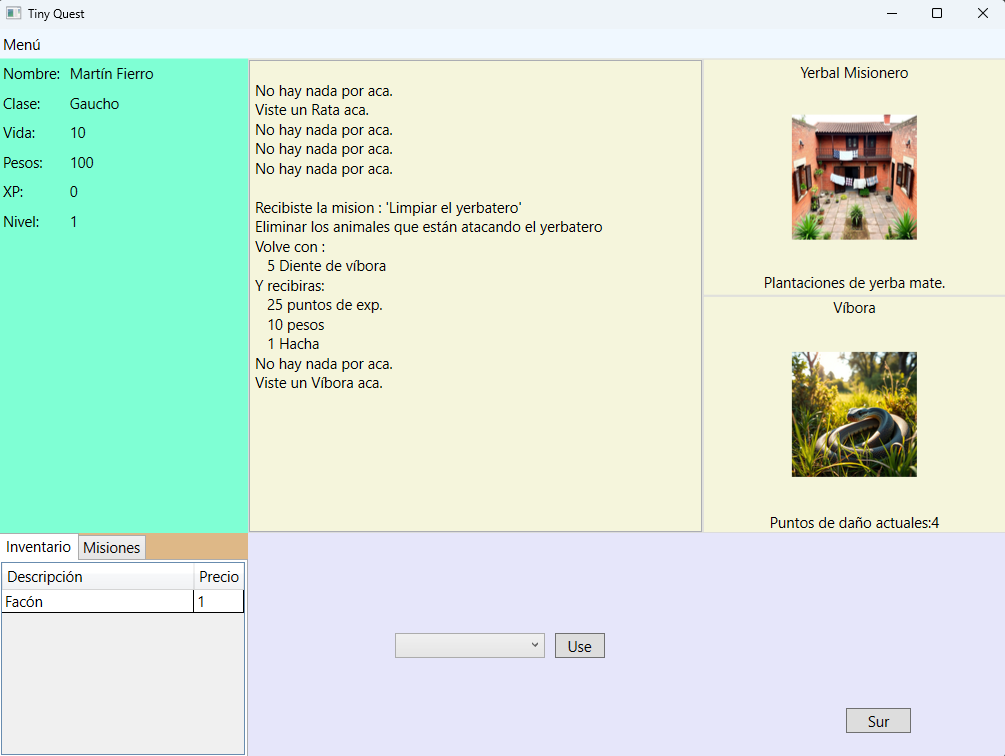 Tiny Quest
Menú
Nombre: Martín Fierro
Clase: Gaucho
Vida: 10
Pesos: 100
XP: 0
Nivel: 1
No hay nada por aca.
Viste un Rata aca.
No hay nada por aca.
No hay nada por aca.
No hay nada por aca.
Recibiste la mision : 'Limpiar el yerbatero'
Eliminar los animales que están atacando el yerbatero
Volve con :
5 Diente de víbora
Y recibiras:
25 puntos de exp.
10 pesos
1 Hacha
No hay nada por aca.
Viste un Víbora aca.
Yerbal Misionero
Plantaciones de yerba mate.
Víbora
Puntos de daño actuales:4
Inventario Misiones
Descripción Precio
Facón 1
Use
Sur